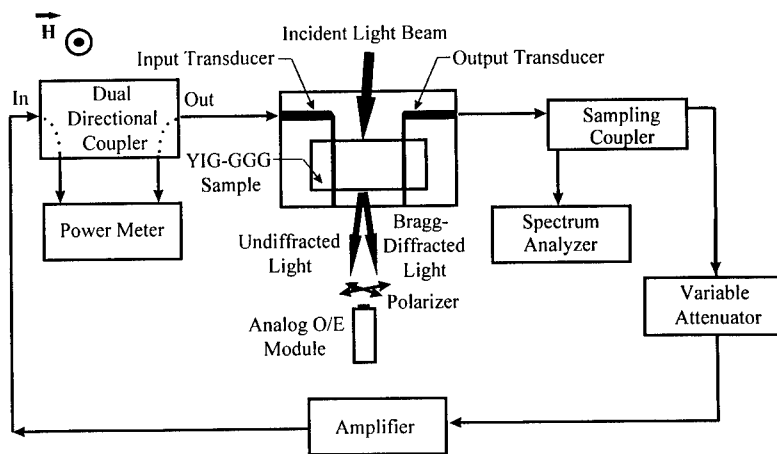 H
Incident Light Beam
Input Transducer
Output Transducer
In
Dual
Directional
Coupler
Out
Sampling
Coupler
YIG-GGG
Sample
Power Meter
Undiffracted
Light
Bragg-
Diffracted
Light
Spectrum
Analyzer
Polarizer
Analog O/E
Module
Variable
Attenuator
Amplifier